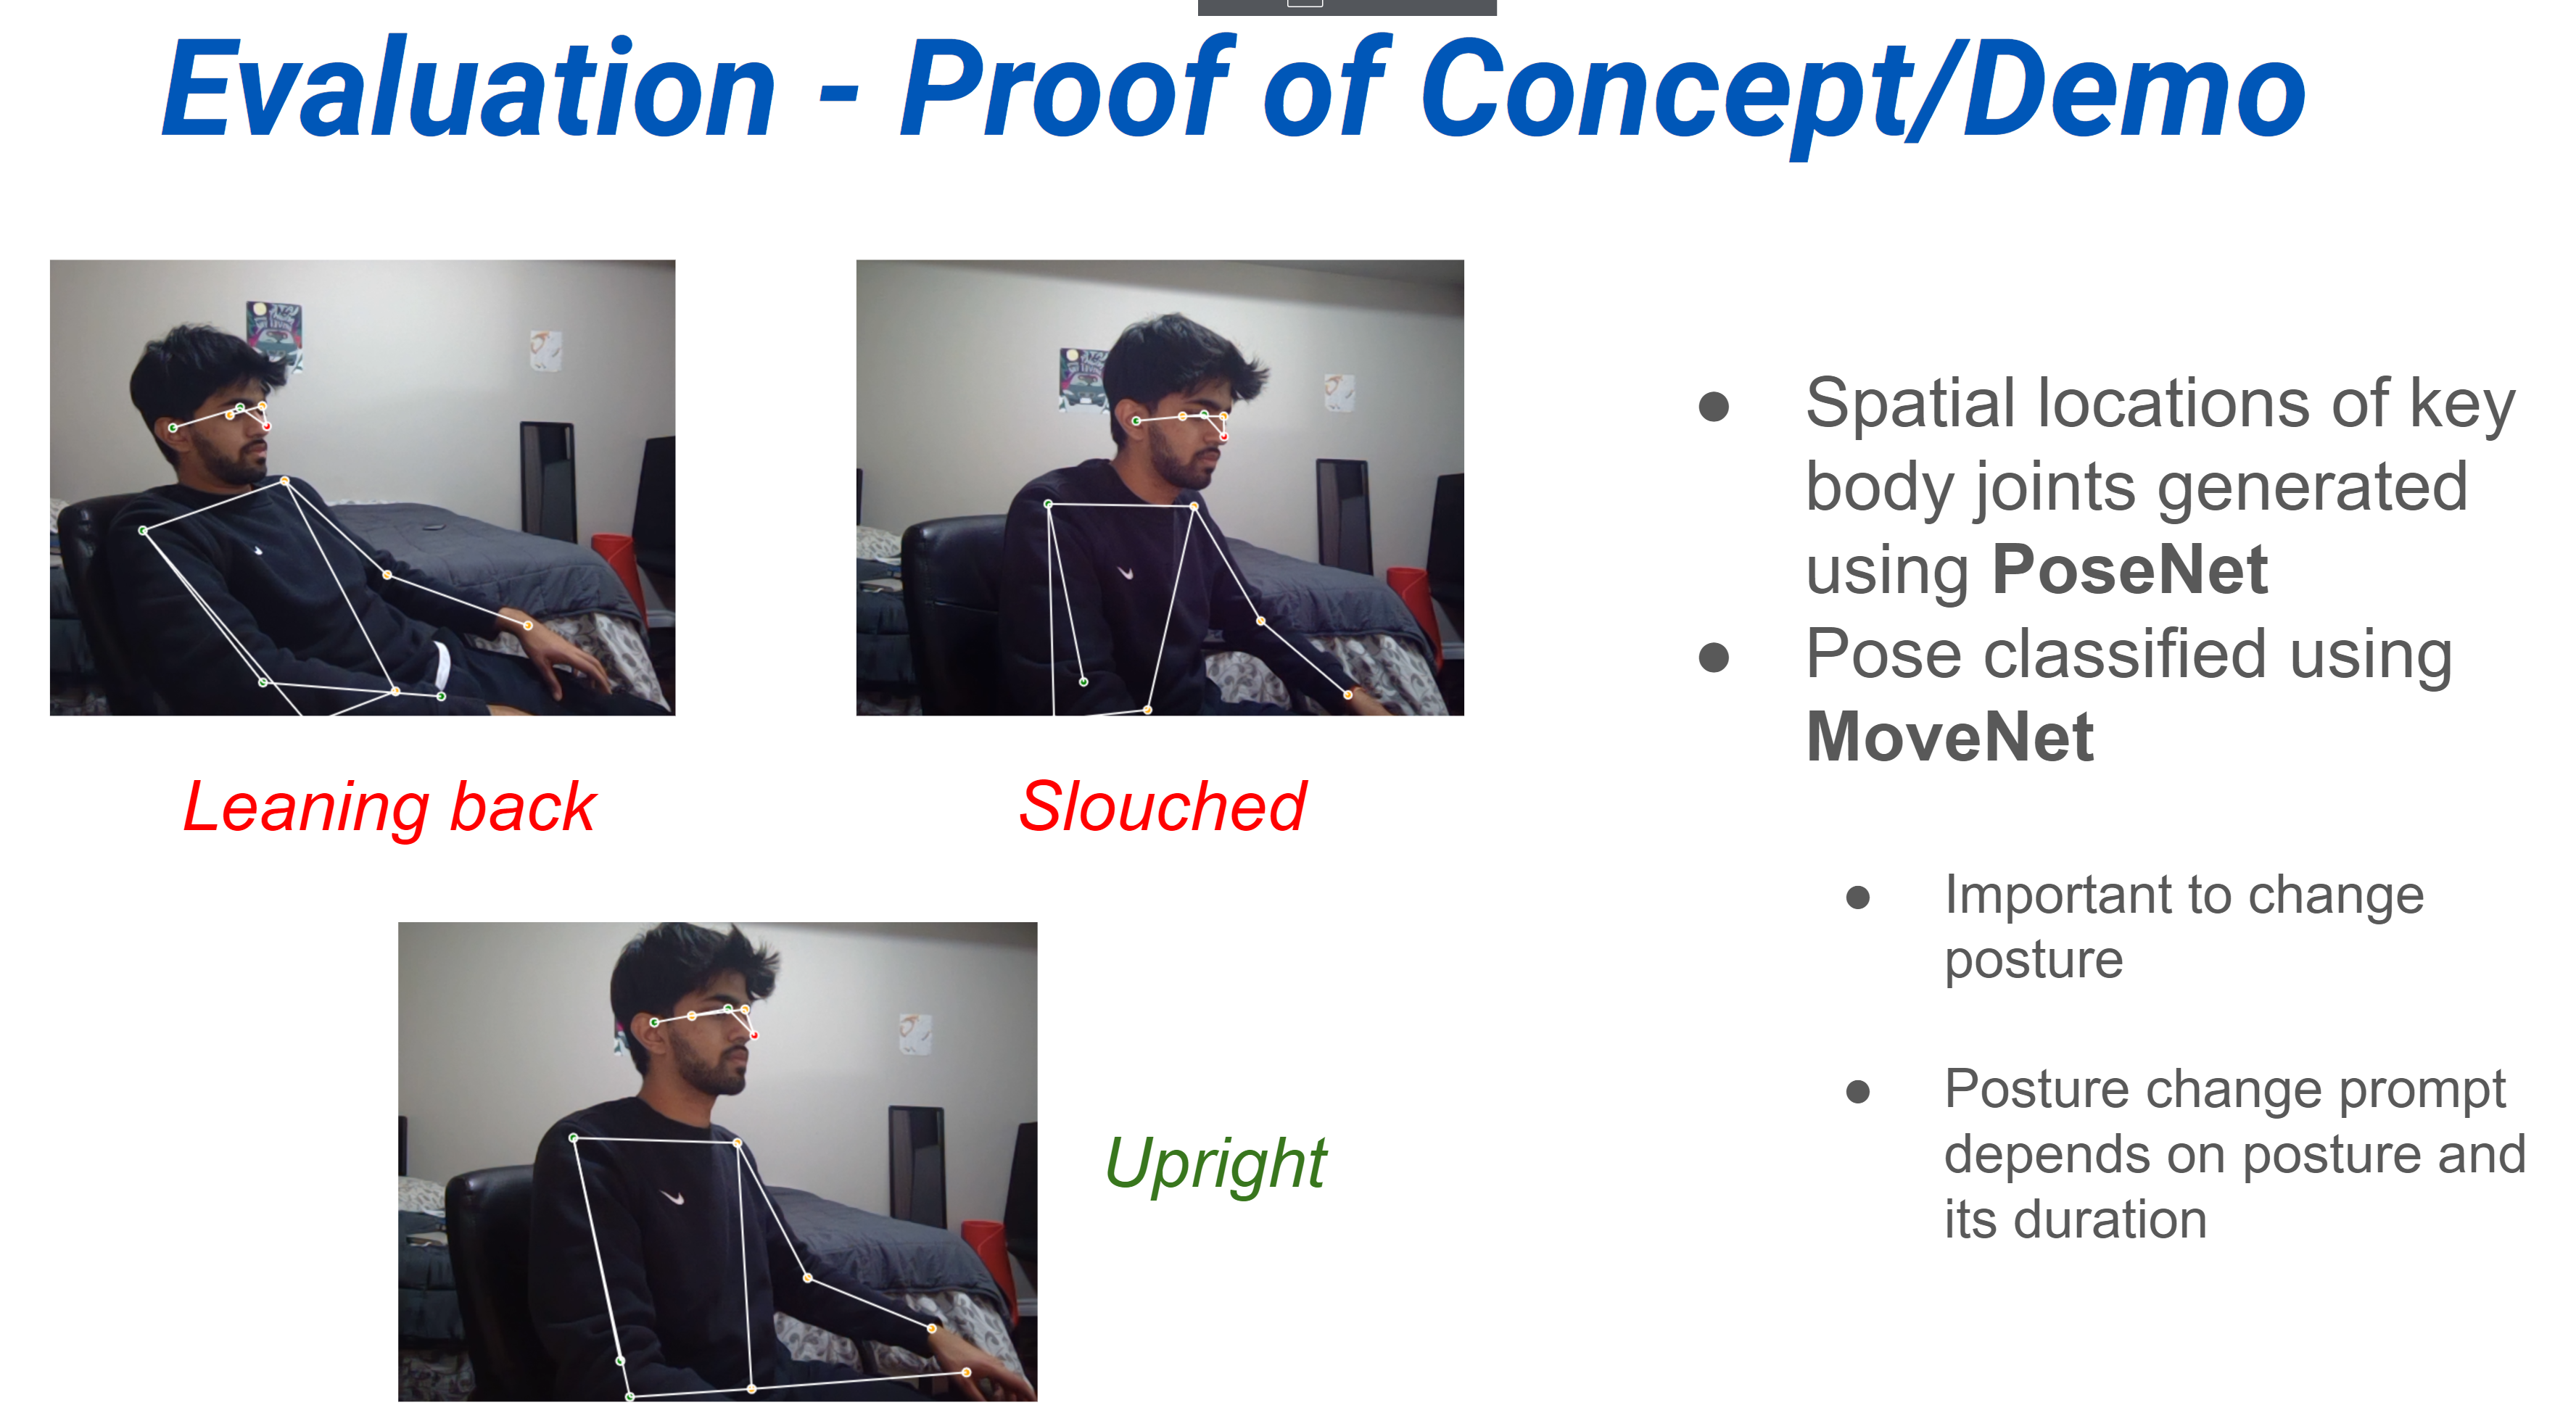 Evaluation - Proof of Concept/Demo
Leaning back
Slouched
Upright
● Spatial locations of key
body joints generated
using PoseNet
● Pose classified using
MoveNet
● Important to change
posture
● Posture change prompt
depends on posture and
its duration